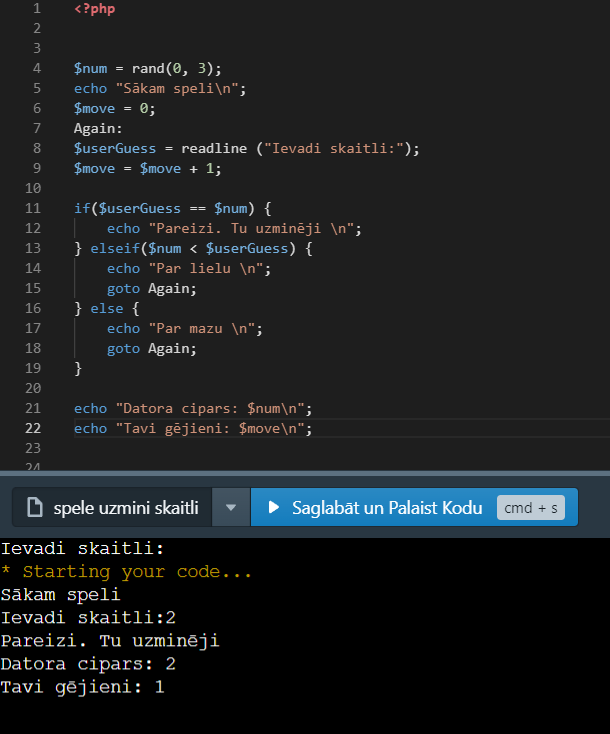 1 <?php
2
3
4 $num = rand(0, 3);
5 echo "Sākam speli\n";
6 $move = 0;
7 Again:
8 $userGuess = readline ("Ievadi skaitli:");
9 $move = $move + 1;
10
11 if($userGuess == $num) {
12 echo "Pareizi. Tu uzminēji \n";
13 } elseif($num < $userGuess) {
14 echo "Par lielu \n";
15 goto Again;
16 } else {
17 echo "Par mazu \n";
18 goto Again;
19 }
20
21 echo "Datora cipars: $num\n";
22 echo "Tavi gējieni: $move\n";
23
24
spele uzmini skaitli Saglabāt un Palaist Kodu cmd + s
Ievadi skaitli:
* Starting your code...
Sākam speli
Ievadi skaitli:2
Pareizi. Tu uzminēji
Datora cipars: 2
Tavi gējieni: 1